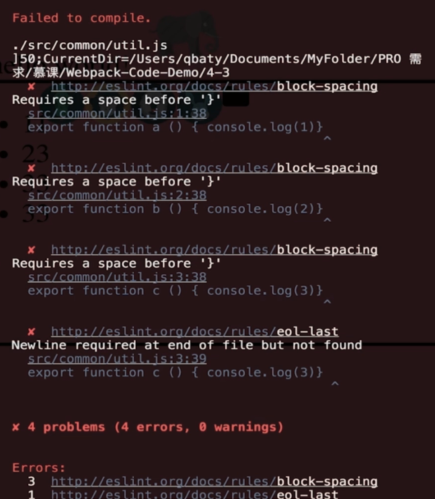 Failed to compile.
./src/common/util.js
]50;CurrentDir=/Users/qbaty/Documents/MyFolder/PRO 需
求/慕课/Webpack-Code-Demo/4-3
✘ http://eslint.org/docs/rules/block-spacing
Requires a space before '}'
src/common/util.js:1:38
export function a () { console.log(1)}
^
✘ http://eslint.org/docs/rules/block-spacing
Requires a space before '}'
src/common/util.js:2:38
export function b () { console.log(2)}
^
✘ http://eslint.org/docs/rules/block-spacing
Requires a space before '}'
src/common/util.js:3:38
export function c () { console.log(3)}
^
✘ http://eslint.org/docs/rules/eol-last
Newline required at end of file but not found
src/common/util.js:3:39
export function c () { console.log(3)}
^
✘ 4 problems (4 errors, 0 warnings)
Errors:
3 http://eslint.org/docs/rules/block-spacing
1 http://eslint.org/docs/rules/eol-last